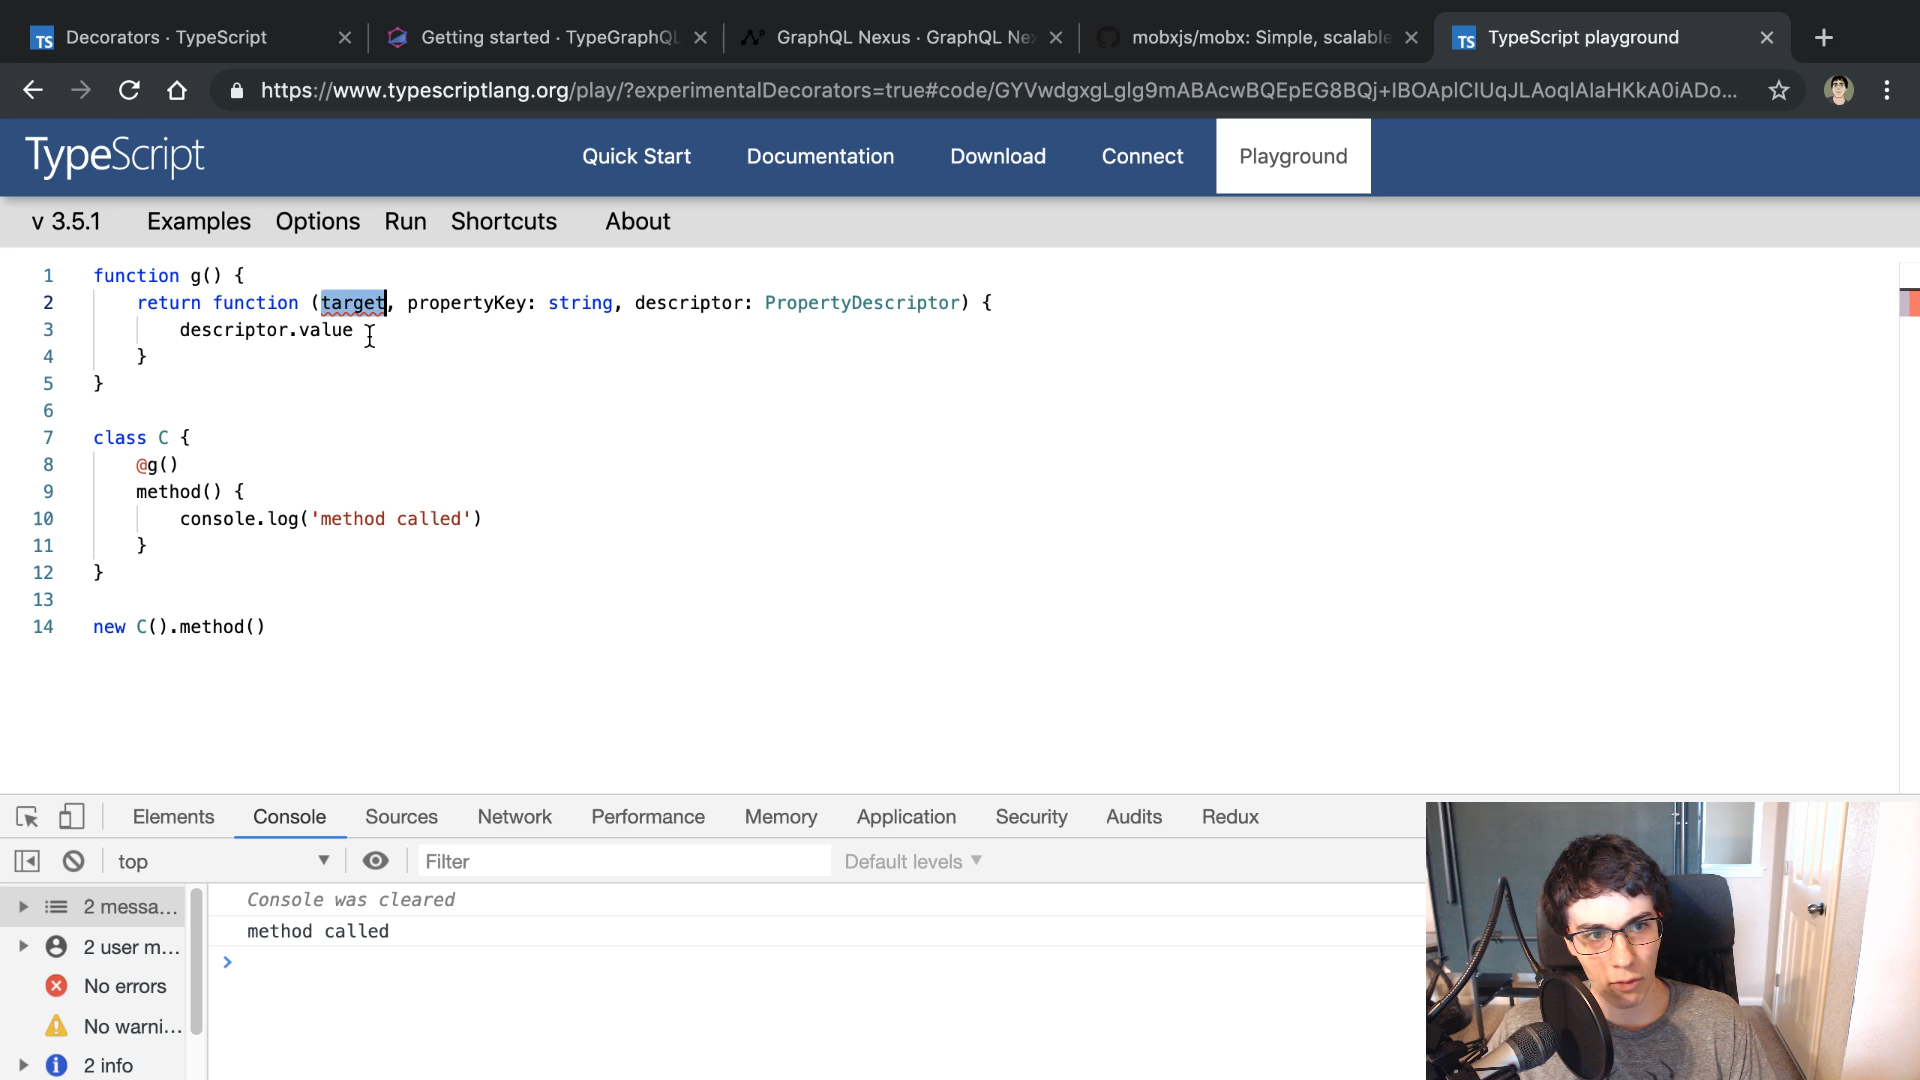 Decorators · TypeScript
Getting started · TypeGraphQL
GraphQL Nexus · GraphQL Nex
mobxjs/mobx: Simple, scalable
TypeScript playground
https://www.typescriptlang.org/play/?experimentalDecorators=true#code/
TypeScript
Quick Start
Documentation
Download
Connect
Playground
v 3.5.1
Examples
Options
Run
Shortcuts
About
1 function g() {
2 return function (target, propertyKey: string, descriptor: PropertyDescriptor) {
3 descriptor.value
4 }
5 }
6
7 class C {
8 @g()
9 method() {
10 console.log('method called')
11 }
12 }
13
14 new C().method()
Elements
Console
Sources
Network
Performance
Memory
Application
Security
Audits
Redux
top
Filter
Default levels
2 messa...
2 user m...
No errors
No warni...
2 info
Console was cleared
method called